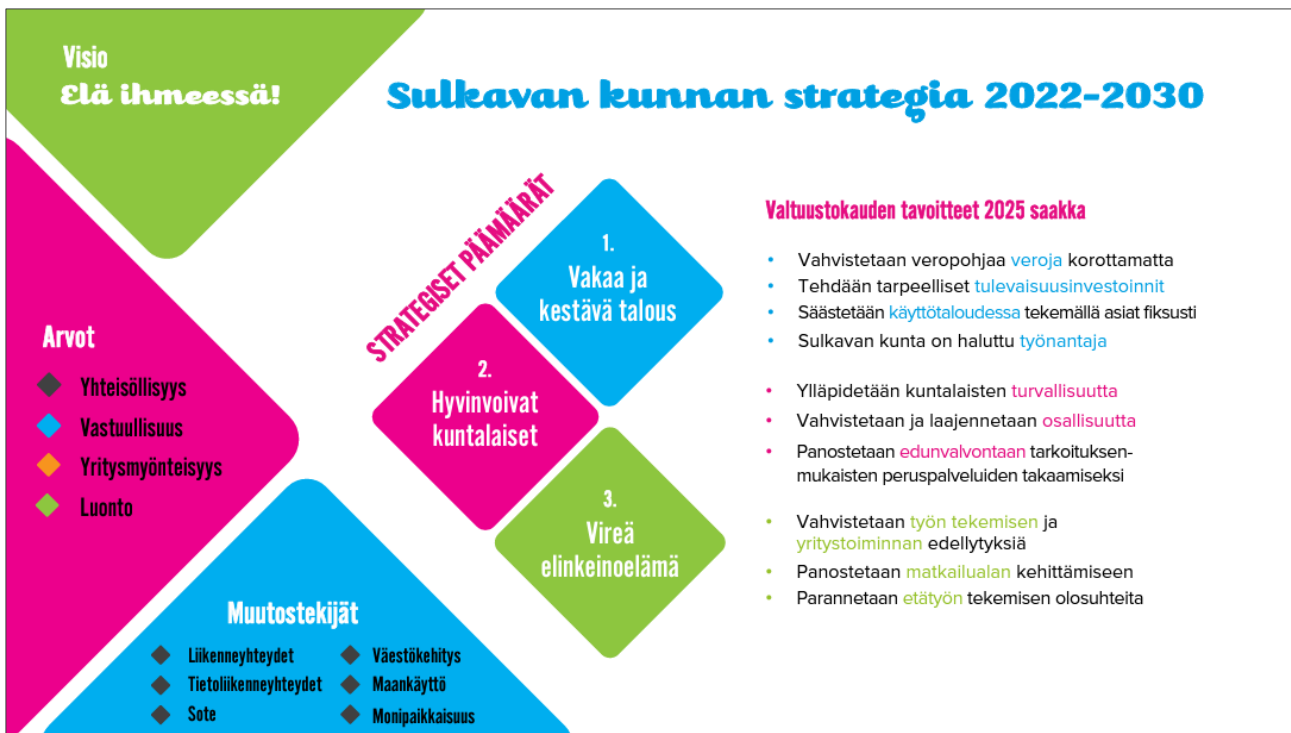 Visio
Elä ihmeessä!
Sulkavan kunnan strategia 2022-2030
Arvot
Yhteisöllisyys
Vastuullisuus
Yritysmyönteisyys
Luonto
Muutostekijät
Liikenneyhteydet
Tietoliikenneyhteydet
Sote
Väestökehitys
Maankäyttö
Monipaikkaisuus
STRATEGISET PÄÄMÄÄRÄT
1.
Vakaa ja
kestävä talous
2.
Hyvinvoivat
kuntalaiset
3.
Vireä
elinkeinoelämä
Valtuustokauden tavoitteet 2025 saakka
• Vahvistetaan veropohjaa veroja korottamatta
• Tehdään tarpeelliset tulevaisuusinvestoinnit
• Säästetään käyttötaloudessa tekemällä asiat fiksusti
• Sulkavan kunta on haluttu työnantaja
• Ylläpidetään kuntalaisten turvallisuutta
• Vahvistetaan ja laajennetaan osallisuutta
• Panostetaan edunvalvontaan tarkoituksen-
mukaisten peruspalveluiden takaamiseksi
• Vahvistetaan työn tekemisen ja
yritystoiminnan edellytyksiä
• Panostetaan matkailualan kehittämiseen
• Parannetaan etätyön tekemisen olosuhteita